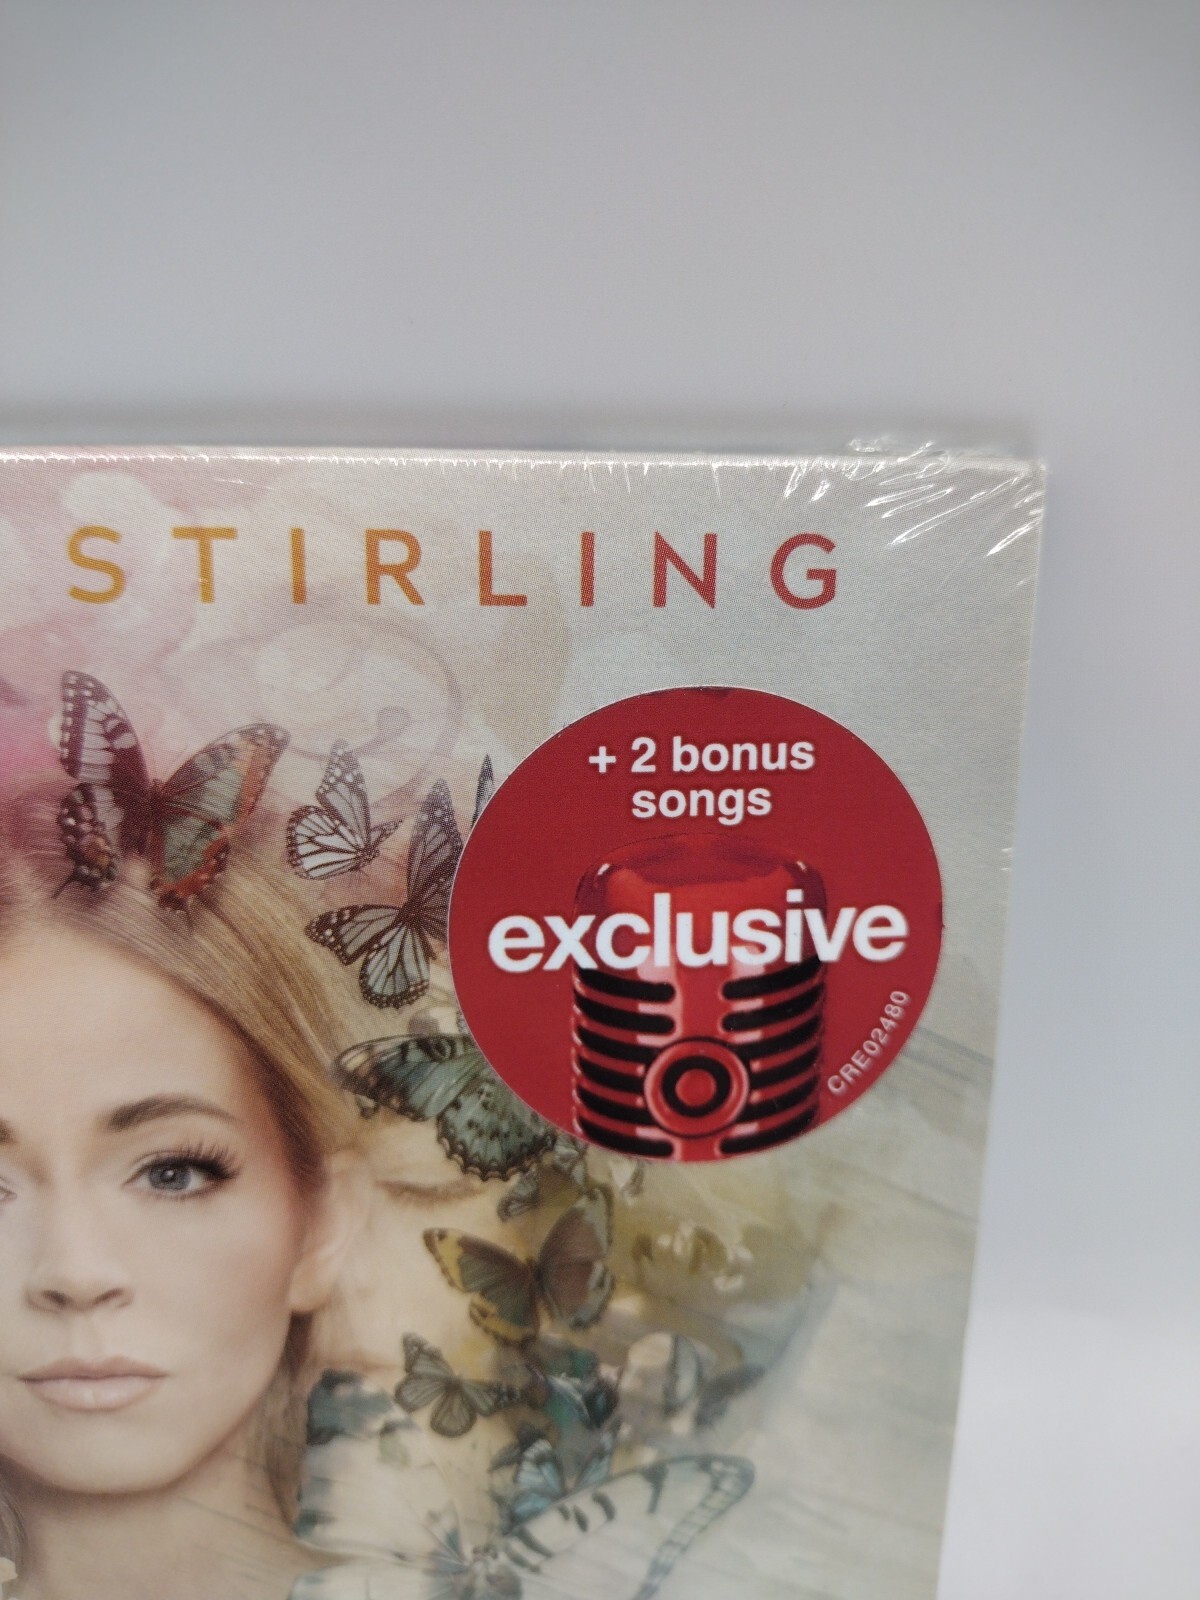 STIRLING
+ 2 bonus
songs
exclusive
CRE02480